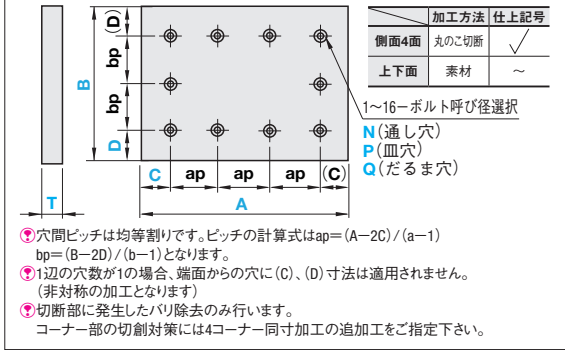 (D)
bp
B
bp
D
C
ap
ap
ap
(C)
A
T
加工方法 仕上記号
側面4面 丸のこ切断
上下面 素材 ～
1～16－ボルト呼び径選択
N(通し穴)
P(皿穴)
Q(だるま穴)
穴間ピッチは均等割りです。ピッチの計算式はap=(A−2C)/(a−1)
bp=(B−2D)/(b−1)となります。
1辺の穴数が1の場合、端面からの穴に(C)、(D)寸法は適用されません。
(非対称の加工となります)
切断部に発生したバリ除去のみ行います。
コーナー部の切創対策には4コーナー同寸加工の追加工をご指定下さい。